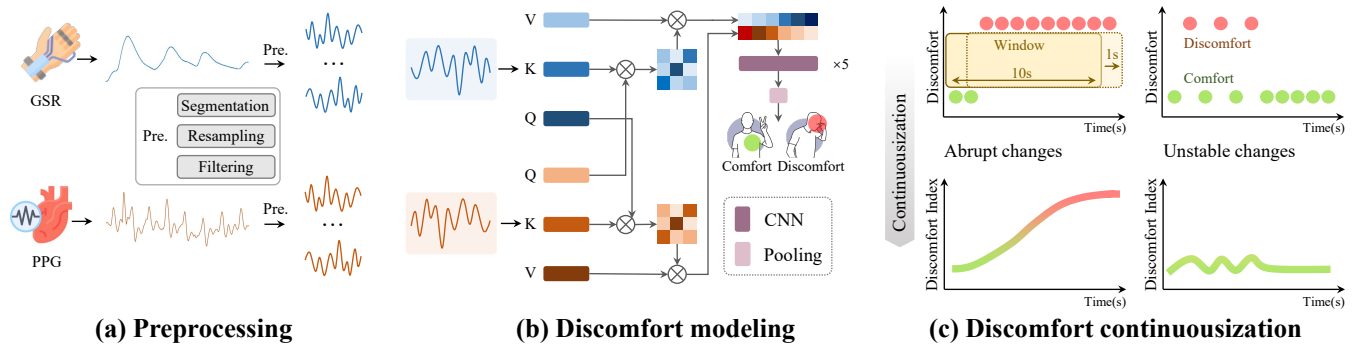 GSR
Pre.
Pre.
Segmentation
Resampling
Filtering
PPG
Pre.
(a) Preprocessing
V
K
Q
Q
K
V
×5
Comfort
Discomfort
CNN
Pooling
(b) Discomfort modeling
Continuousization
Discomfort
Window
10s
1s
Time(s)
Abrupt changes
Discomfort
Discomfort
Comfort
Time(s)
Unstable changes
Discomfort Index
Time(s)
Discomfort Index
Time(s)
(c) Discomfort continuousization